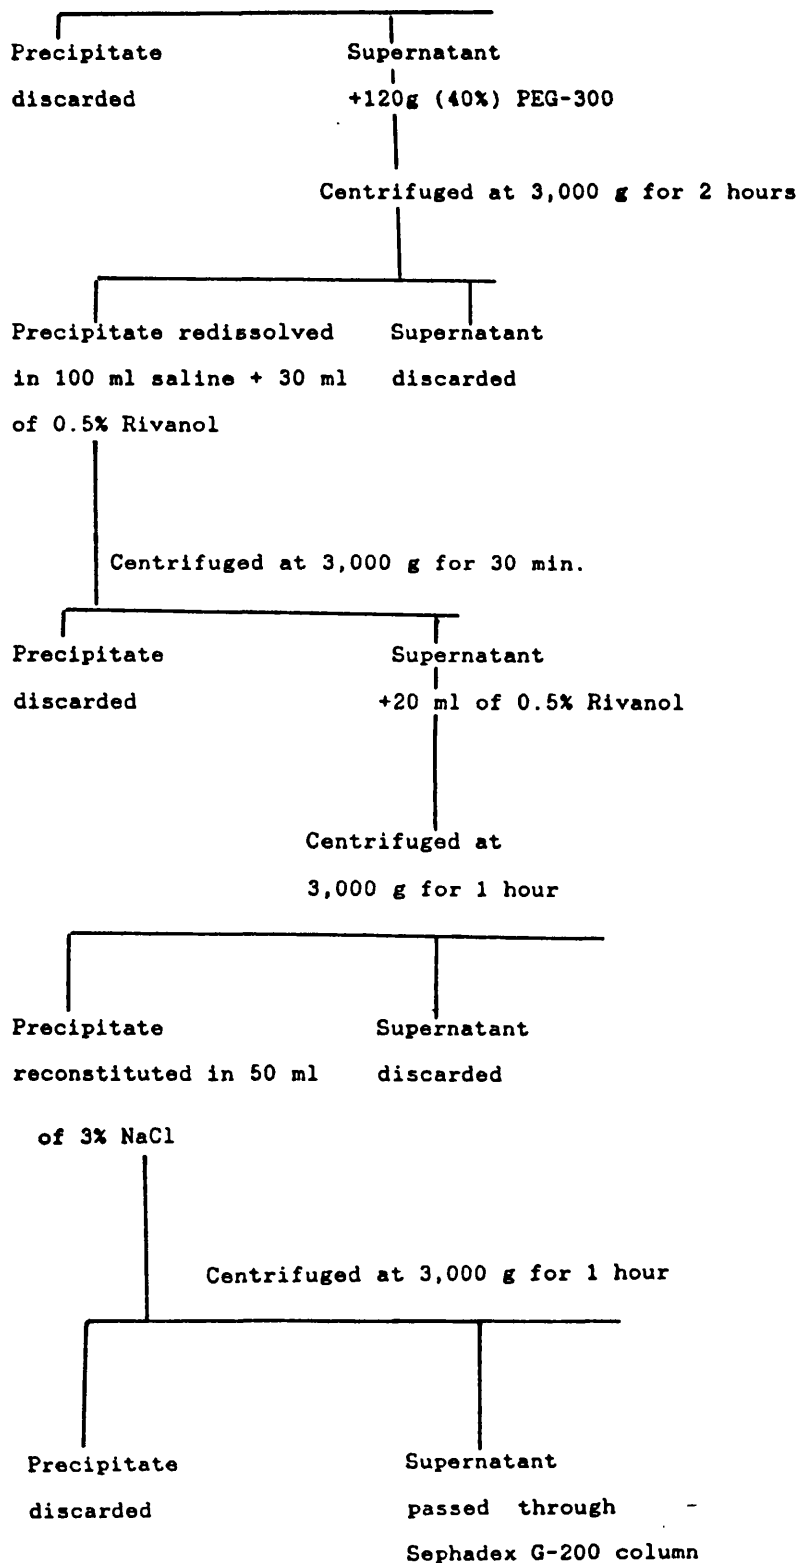 Precipitate Supernatant
discarded +120g (40%) PEG-300
Centrifuged at 3,000 g for 2 hours
Precipitate redissolved Supernatant
in 100 ml saline + 30 ml discarded
of 0.5% Rivanol
Centrifuged at 3,000 g for 30 min.
Precipitate Supernatant
discarded +20 ml of 0.5% Rivanol
Centrifuged at
3,000 g for 1 hour
Precipitate Supernatant
reconstituted in 50 ml discarded
of 3% NaCl
Centrifuged at 3,000 g for 1 hour
Precipitate Supernatant
discarded passed through -
Sephadex G-200 column